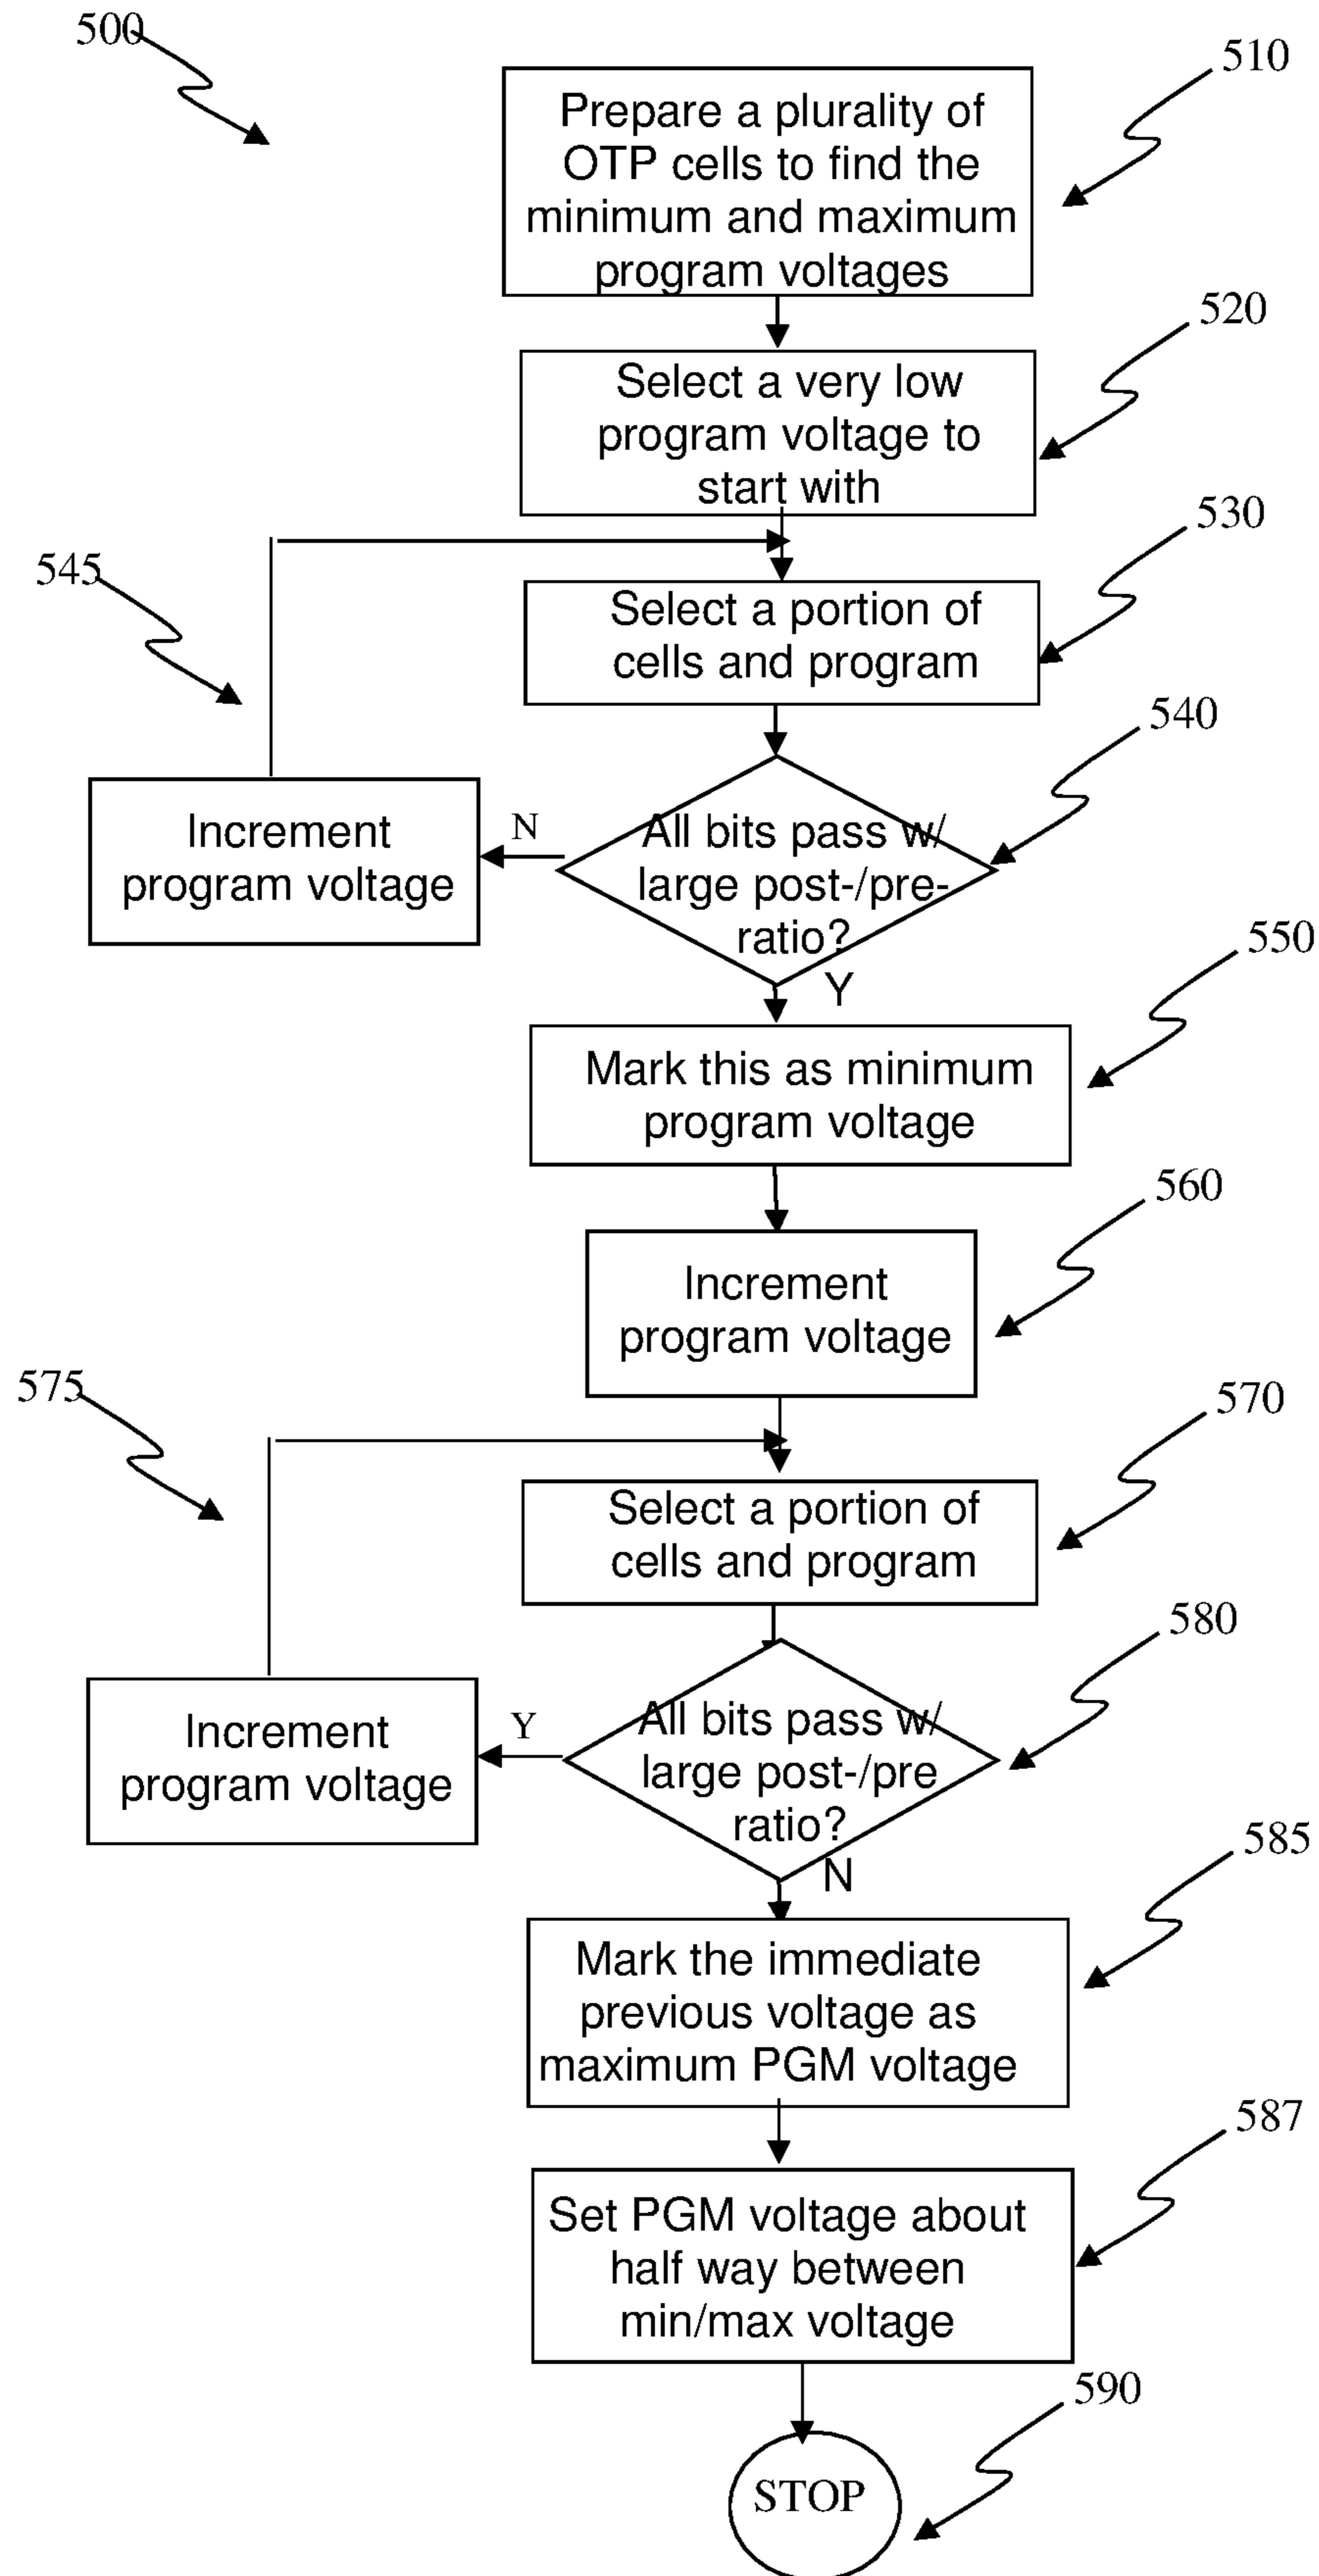 500
510
Prepare a plurality of
OTP cells to find the
minimum and maximum
program voltages
520
Select a very low
program voltage to
start with
530
545
Select a portion of
cells and program
540
Increment
program voltage
N
All bits pass w/
large post-/pre-
ratio?
Y
550
Mark this as minimum
program voltage
560
Increment
program voltage
575
570
Select a portion of
cells and program
580
Increment
program voltage
Y
All bits pass w/
large post-/pre
ratio?
N
585
Mark the immediate
previous voltage as
maximum PGM voltage
587
Set PGM voltage about
half way between
min/max voltage
590
STOP